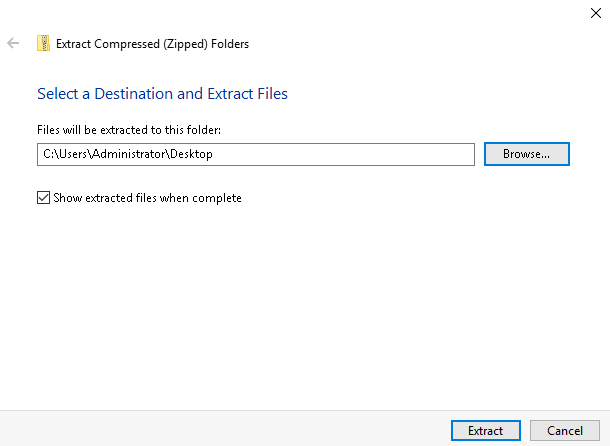 Extract Compressed (Zipped) Folders
Select a Destination and Extract Files
Files will be extracted to this folder:
C:\Users\Administrator\Desktop
Browse...
Show extracted files when complete
Extract
Cancel